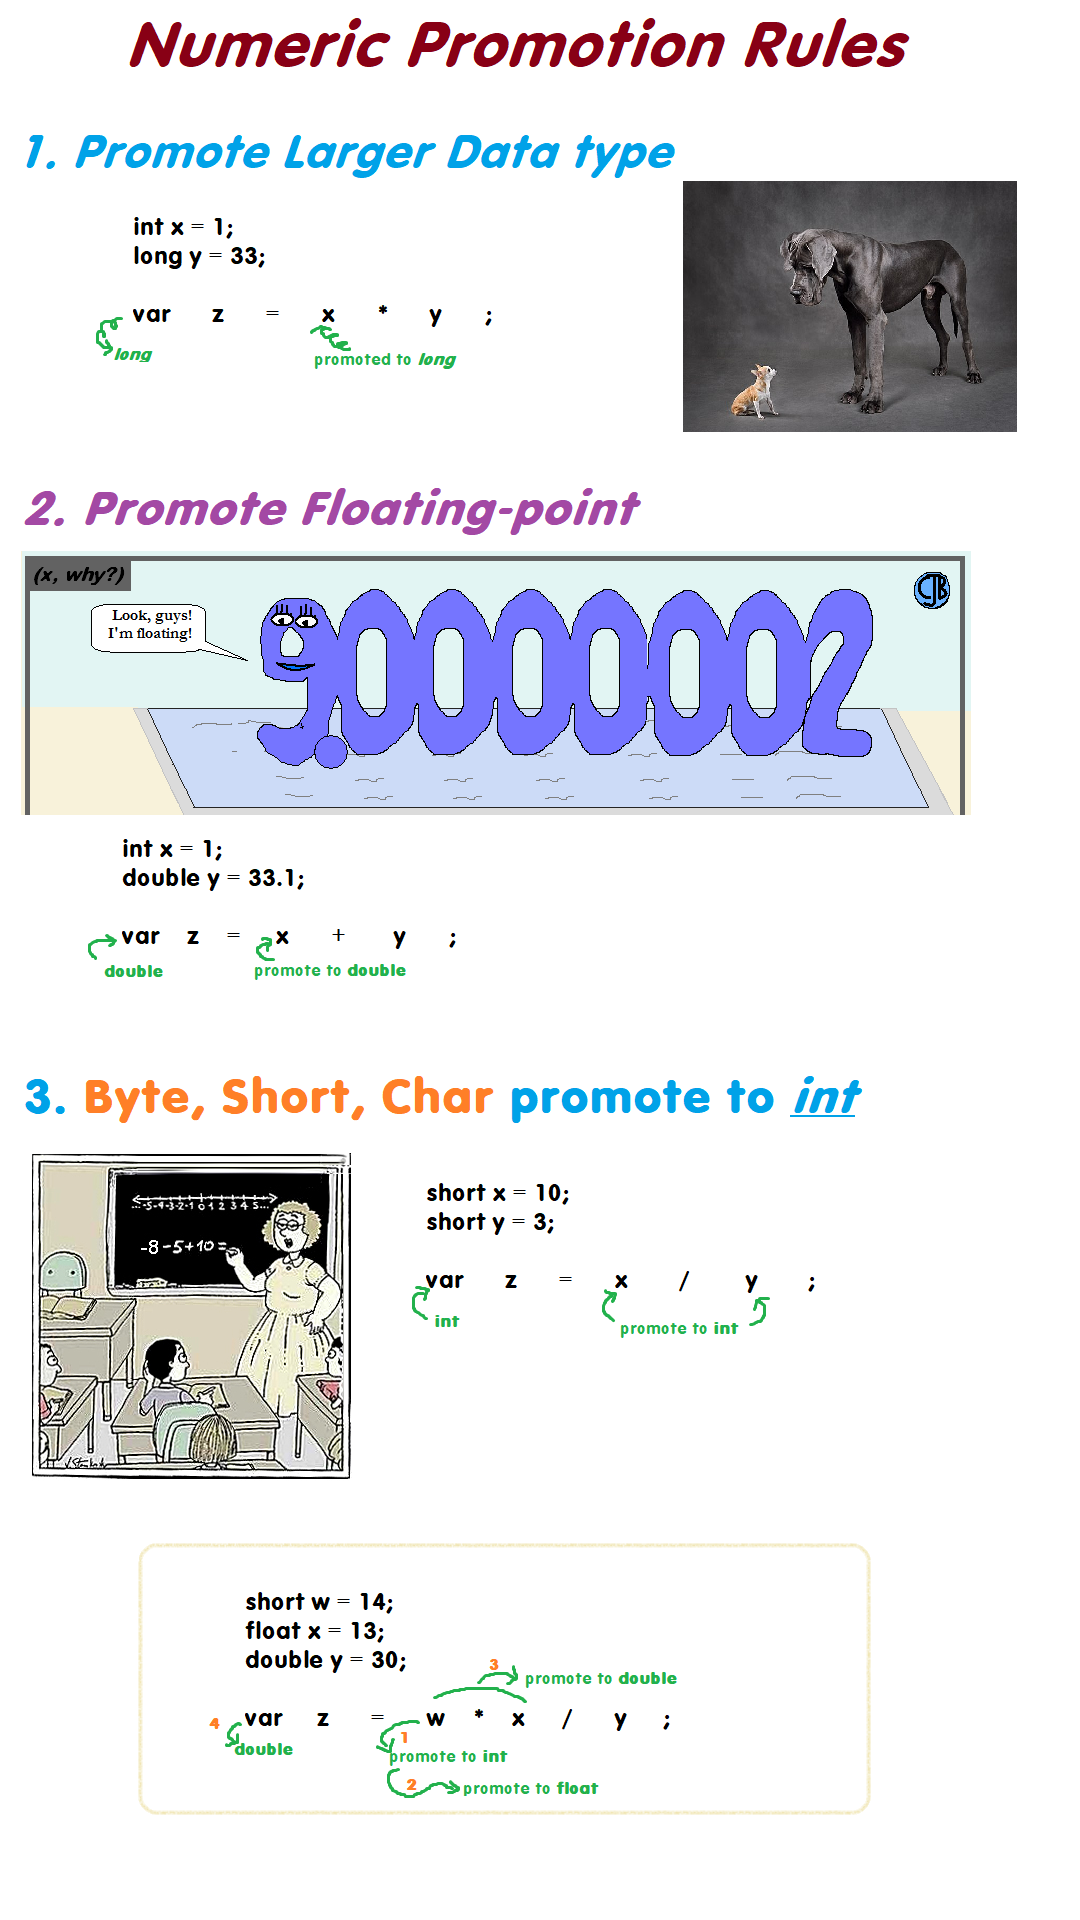 Numeric Promotion Rules
1. Promote Larger Data type
int x = 1;
long y = 33;
var z = x * y ;
long
promoted to long
2. Promote Floating-point
(x, why?)
CJB
Look, guys!
I'm floating!
9.0000002
int x = 1;
double y = 33.1;
var z = x + y ;
double
promote to double
3. Byte, Short, Char promote to int
...-5-4-3-2-1 0 1 2 3 4 5...
-8-5+10=
short x = 10;
short y = 3;
var z = x / y ;
int
promote to int
short w = 14;
float x = 13;
double y = 30;
3
promote to double
4 var z = w * x / y ;
1
double
promote to int
2
promote to float